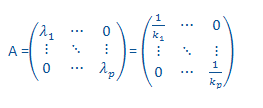 A = ( λ₁ ⋯ 0 ) = ( 1/k₁ ⋯ 0 )
⋮ ⋱ ⋮ ⋮ ⋱ ⋮
0 ⋯ λₚ 0 ⋯ 1/kₚ